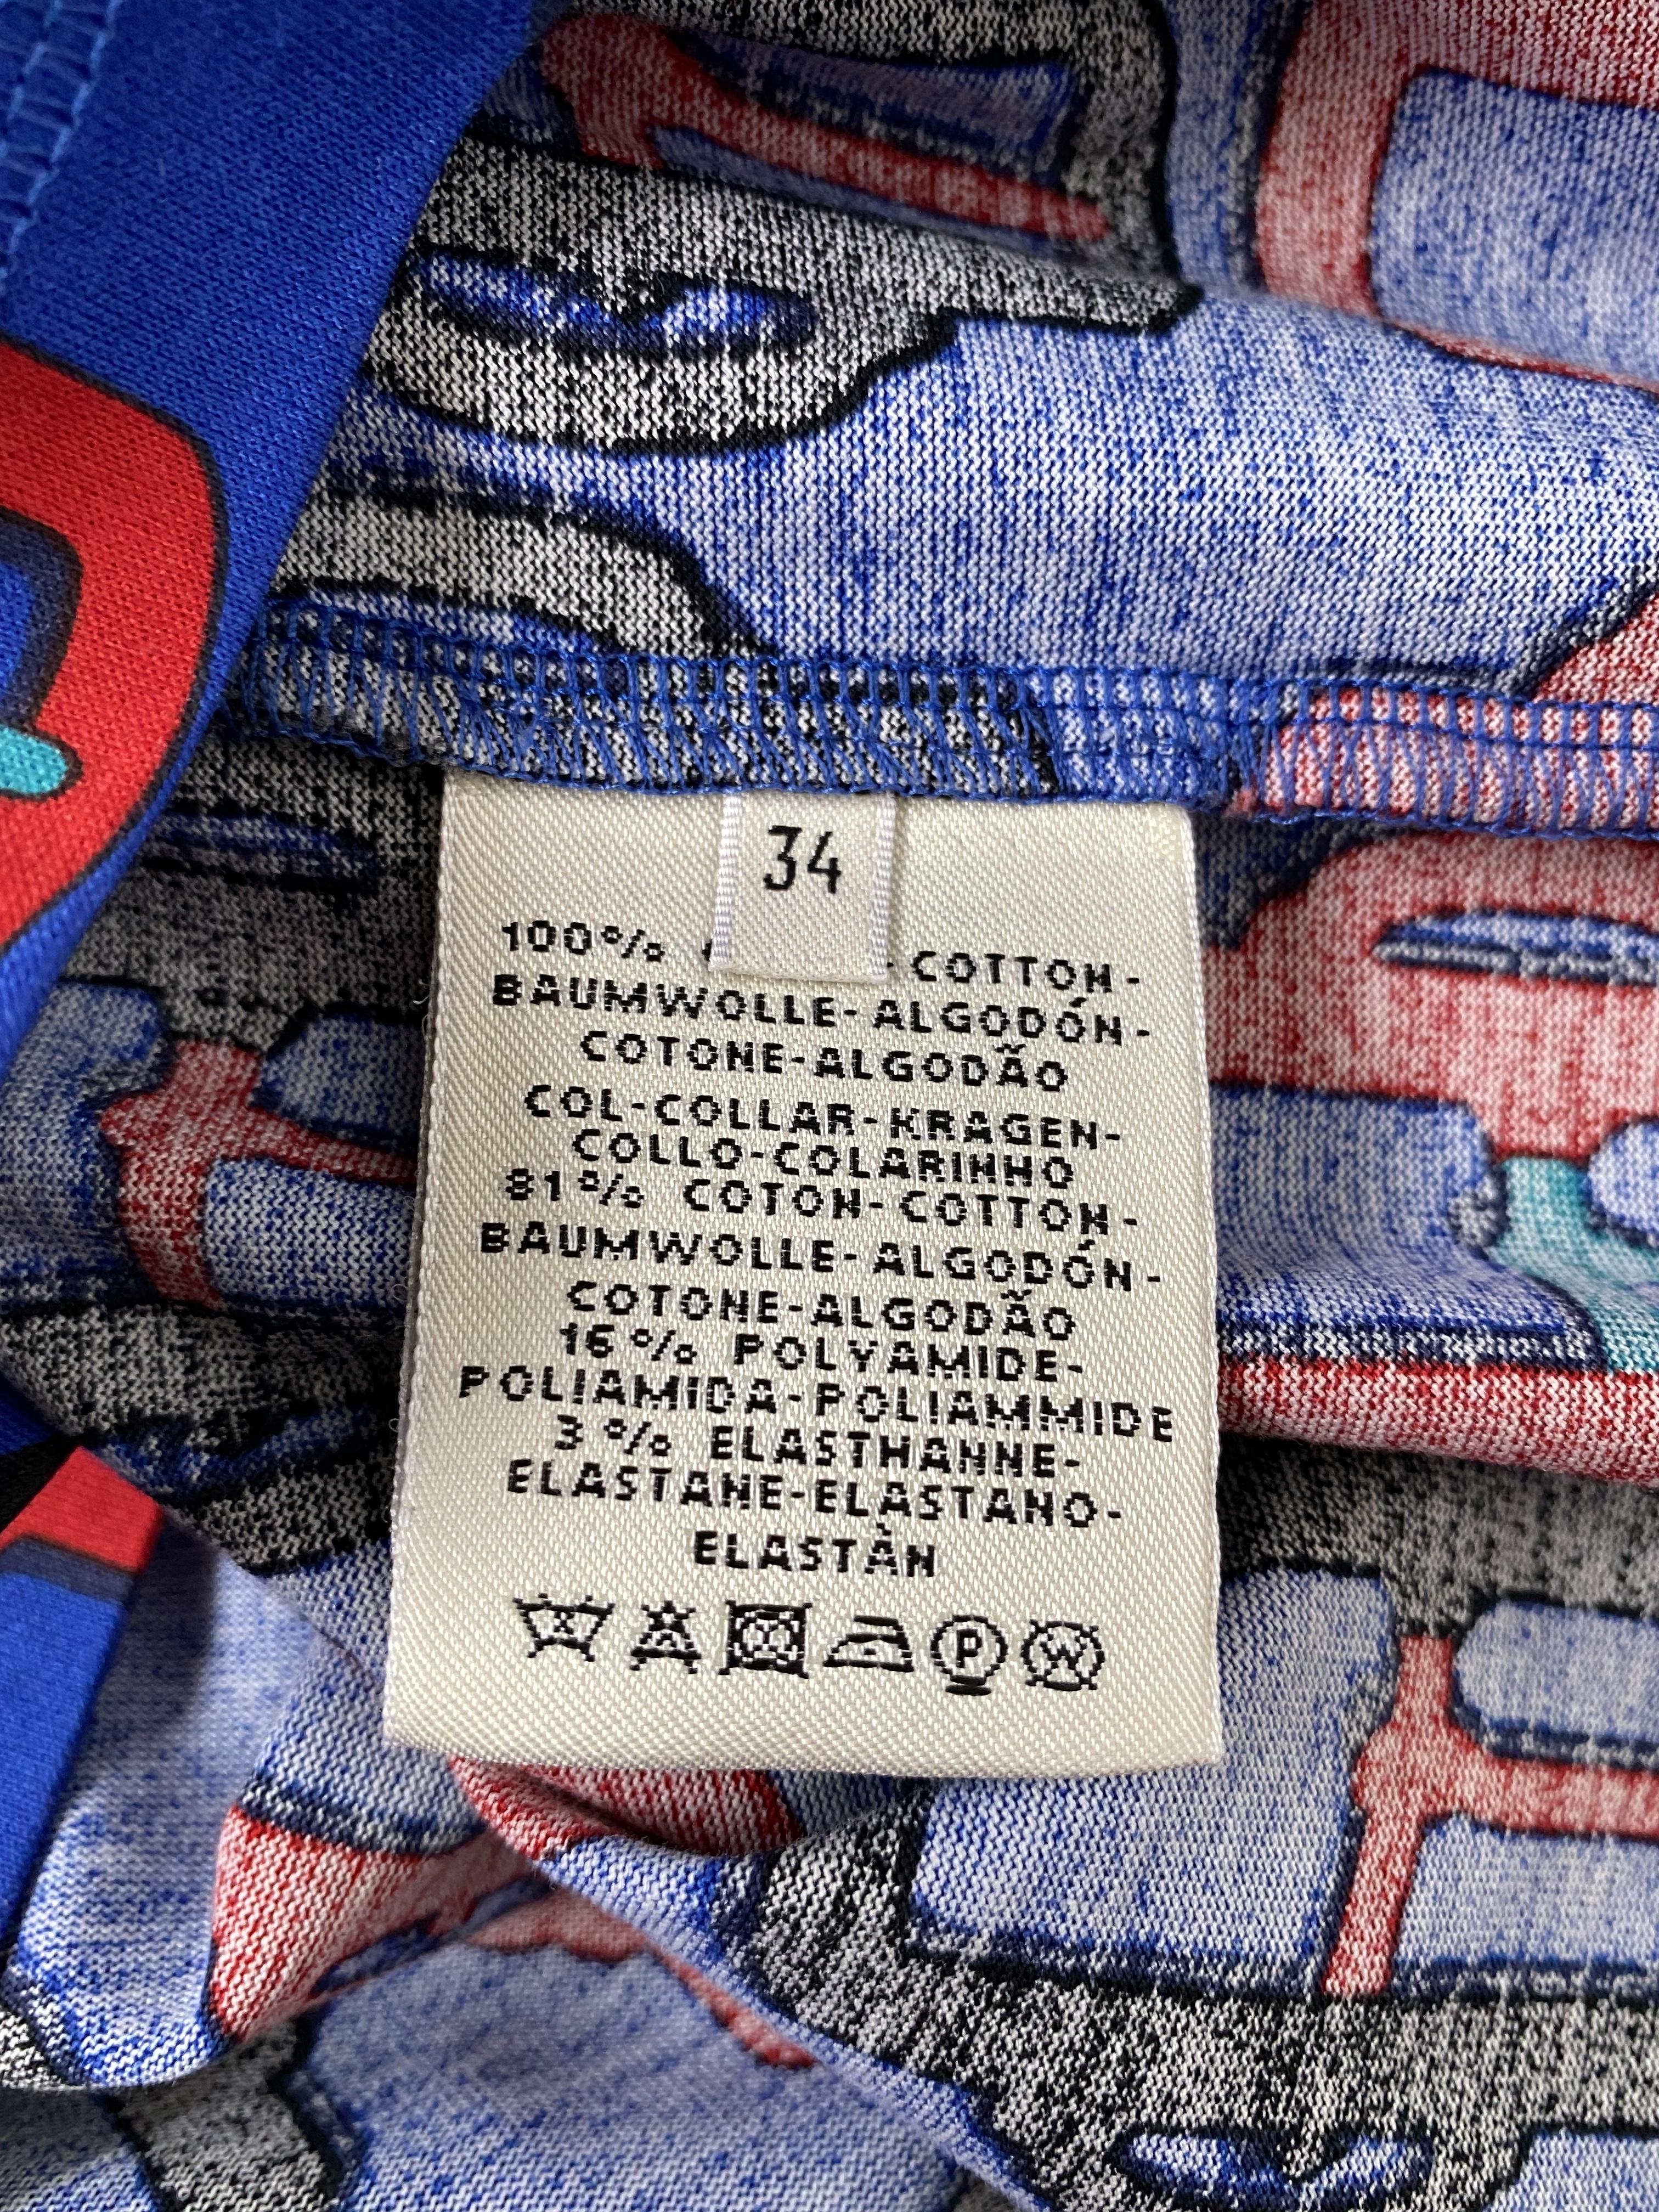 34
100% -COTTON-
BAUMWOLLE-ALGODÓN-
COTONE-ALGODÃO
COL-COLLAR-KRAGEN-
COLLO-COLARINHO
81% COTON-COTTON-
BAUMWOLLE-ALGODÓN-
COTONE-ALGODÃO
16% POLYAMIDE-
POLIAMIDA-POLIAMMIDE
3% ELASTHANNE-
ELASTANE-ELASTANO-
ELASTÁN
P W